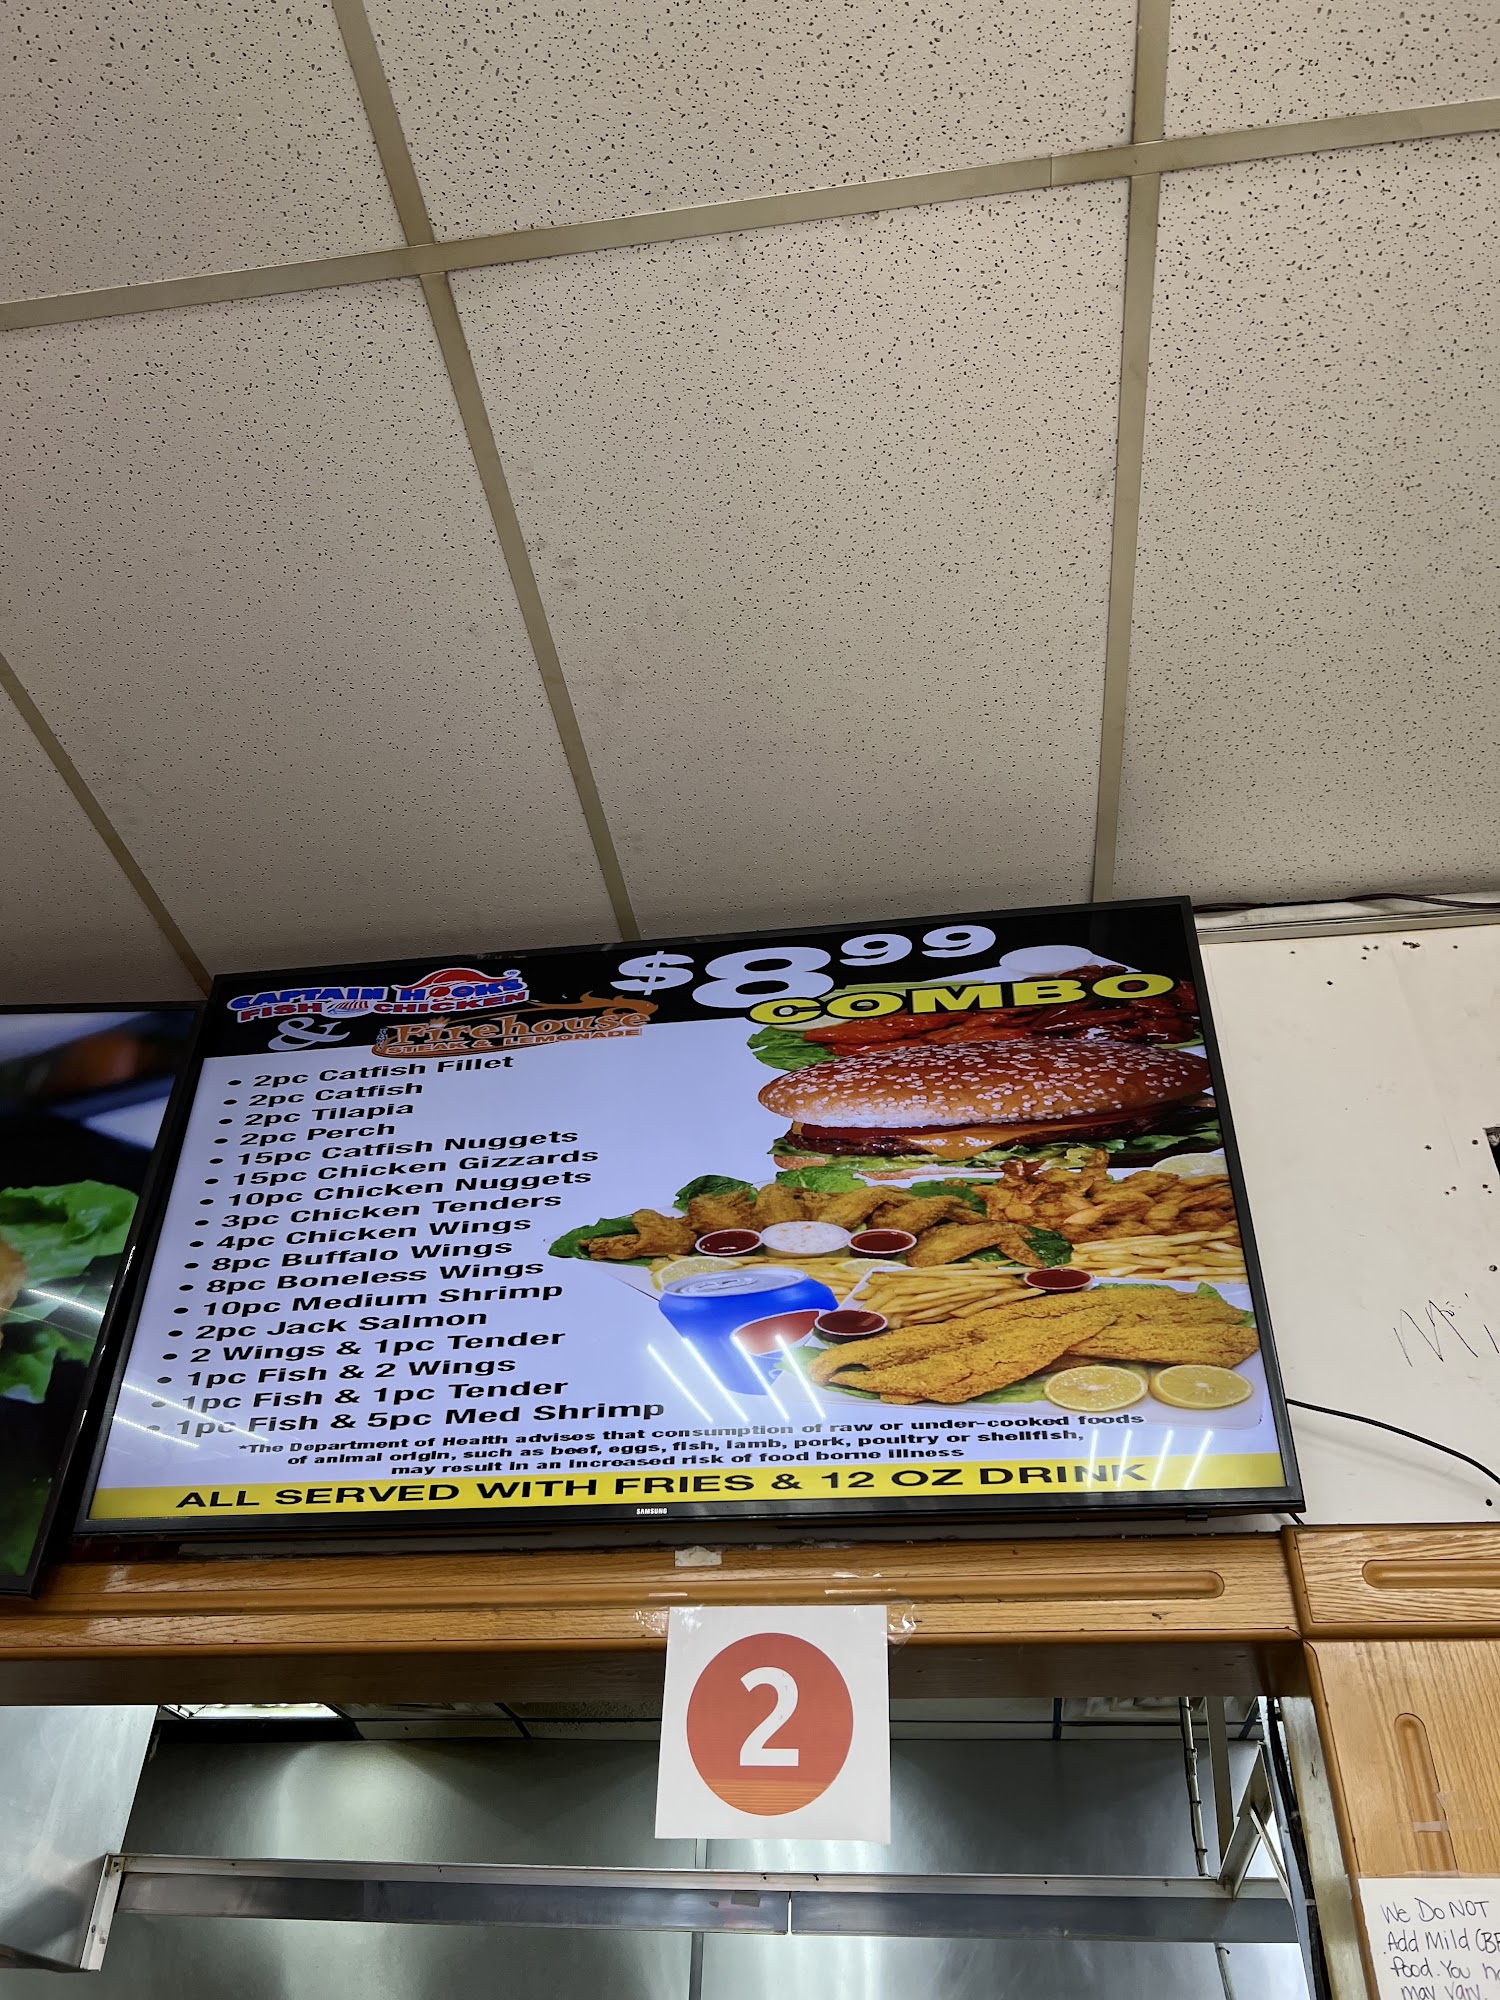 CAPTAIN HOOKS
FISH CHICKEN
&
Firehouse
STEAK & LEMONADE
$8.99
COMBO
• 2pc Catfish Fillet
• 2pc Catfish
• 2pc Tilapia
• 2pc Perch
• 15pc Catfish Nuggets
• 15pc Chicken Gizzards
• 10pc Chicken Nuggets
• 3pc Chicken Tenders
• 4pc Chicken Wings
• 8pc Buffalo Wings
• 8pc Boneless Wings
• 10pc Medium Shrimp
• 2pc Jack Salmon
• 2 Wings & 1pc Tender
• 1pc Fish & 2 Wings
• 1pc Fish & 1pc Tender
• 1pc Fish & 5pc Med Shrimp
*The Department of Health advises that consumption of raw or under-cooked foods
of animal origin, such as beef, eggs, fish, lamb, pork, poultry or shellfish,
may result in an increased risk of food borne illness
ALL SERVED WITH FRIES & 12 OZ DRINK
SAMSUNG
2
We Do NOT
Add Mild
food. You
may vary.